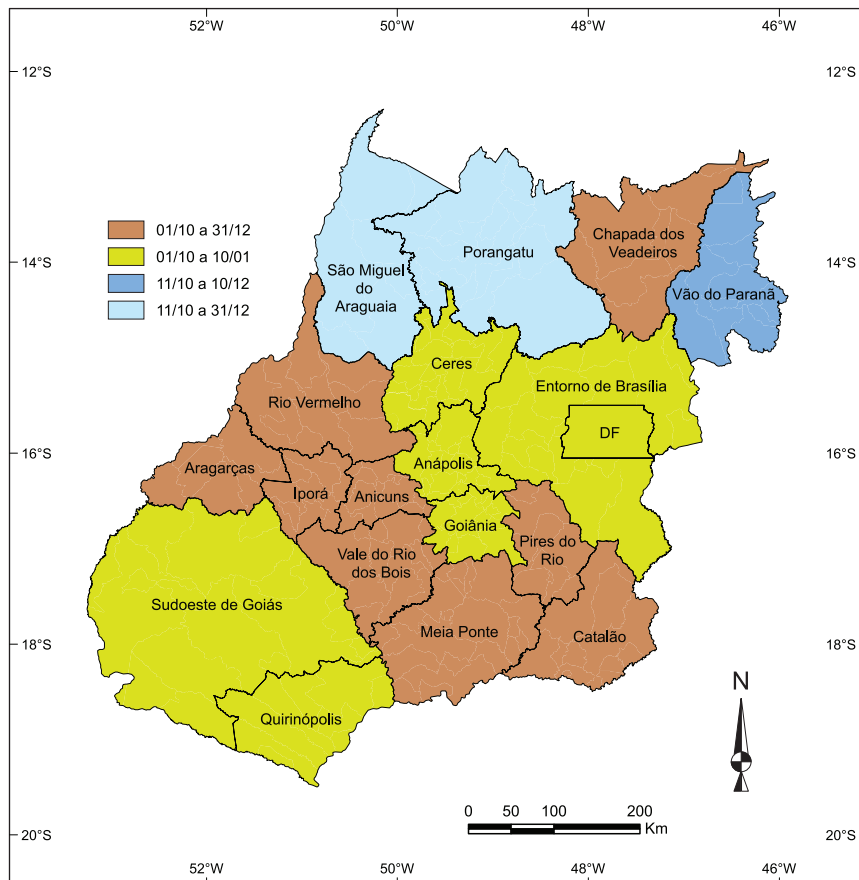 52°W 50°W 48°W 46°W
12°S 12°S
01/10 a 31/12
01/10 a 10/01
11/10 a 10/12
11/10 a 31/12
Chapada dos
Veadeiros
Porangatu
14°S 14°S
São Miguel
do
Araguaia
Vão do Paranã
Ceres
Entorno de Brasília
Rio Vermelho
DF
16°S 16°S
Aragarças
Anápolis
Iporá
Anicuns
Goiânia
Pires do
Rio
Vale do Rio
dos Bois
Sudoeste de Goiás
Meia Ponte
Catalão
18°S 18°S
N
Quirinópolis
0 50 100 200
Km
20°S 20°S
52°W 50°W 48°W 46°W